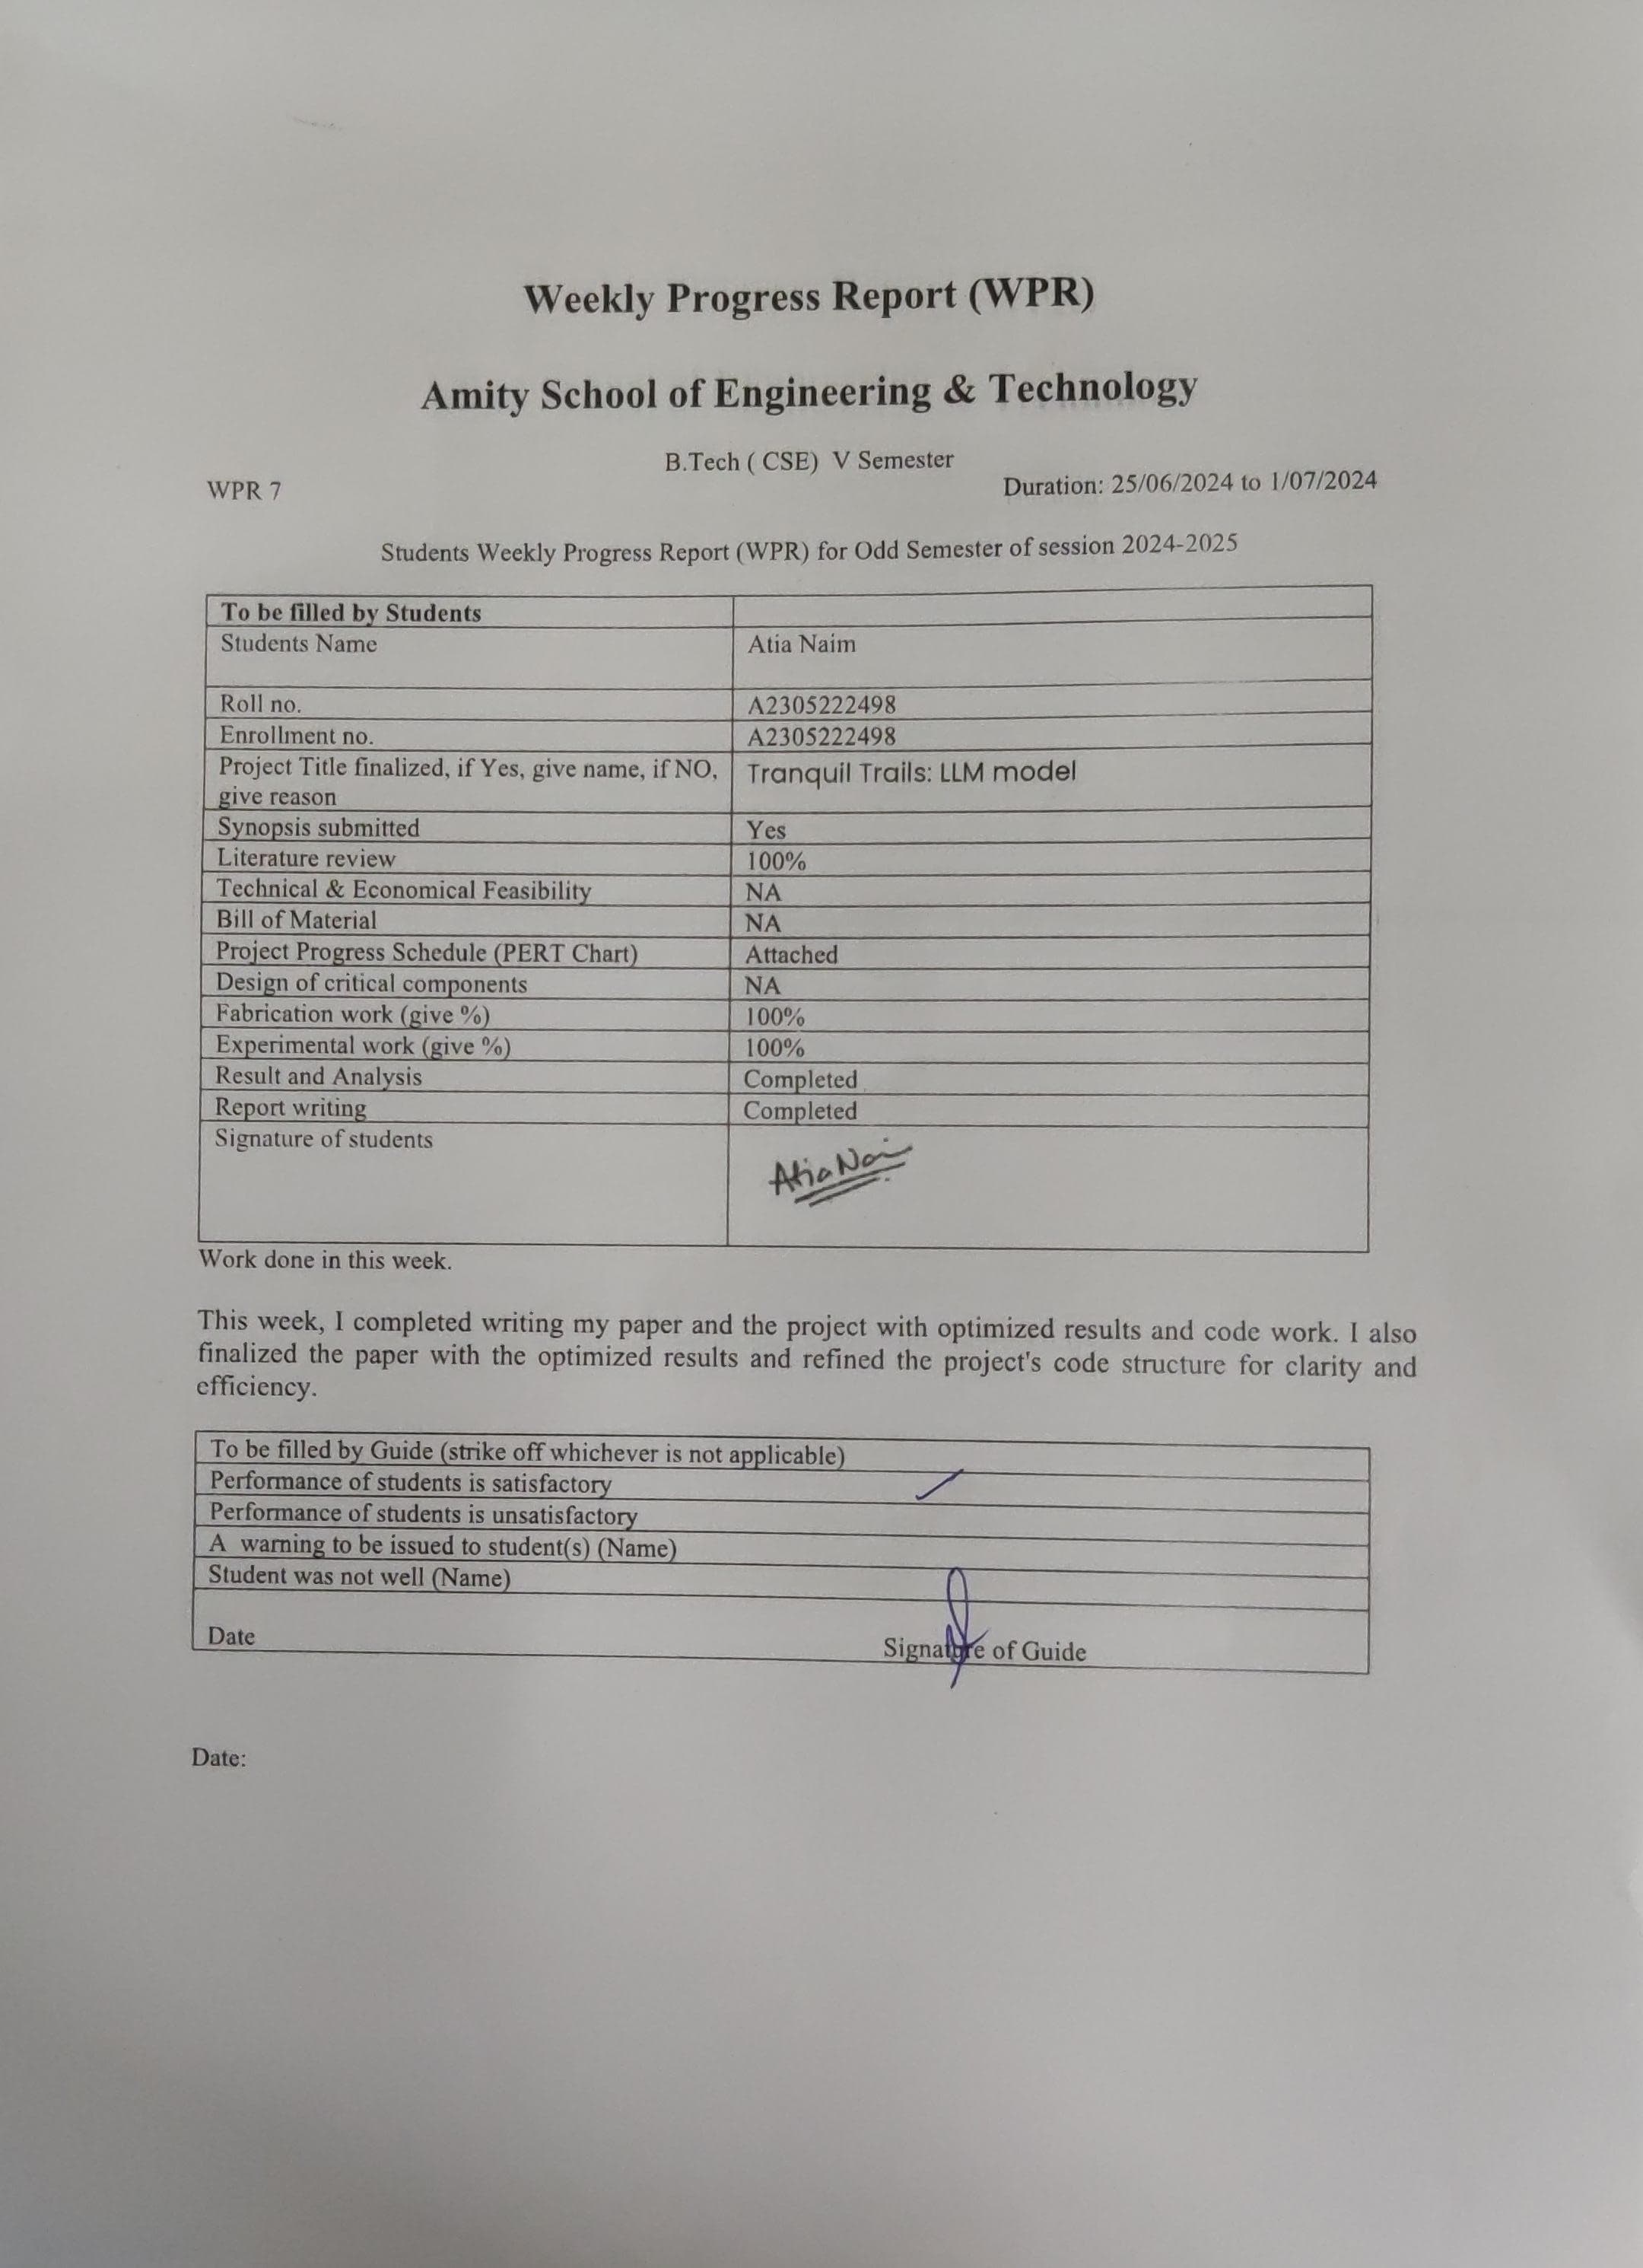 Weekly Progress Report (WPR)
Amity School of Engineering & Technology
B.Tech ( CSE) V Semester
WPR 7
Duration: 25/06/2024 to 1/07/2024
Students Weekly Progress Report (WPR) for Odd Semester of session 2024-2025
To be filled by Students
Students Name Atia Naim
Roll no. A2305222498
Enrollment no. A2305222498
Project Title finalized, if Yes, give name, if NO, Tranquil Trails: LLM model
give reason
Synopsis submitted Yes
Literature review 100%
Technical & Economical Feasibility NA
Bill of Material NA
Project Progress Schedule (PERT Chart) Attached
Design of critical components NA
Fabrication work (give %) 100%
Experimental work (give %) 100%
Result and Analysis Completed
Report writing Completed
Signature of students
Atia Nai
Work done in this week.
This week, I completed writing my paper and the project with optimized results and code work. I also
finalized the paper with the optimized results and refined the project's code structure for clarity and
efficiency.
To be filled by Guide (strike off whichever is not applicable)
Performance of students is satisfactory
Performance of students is unsatisfactory
A warning to be issued to student(s) (Name)
Student was not well (Name)
Date Signature of Guide
Date: